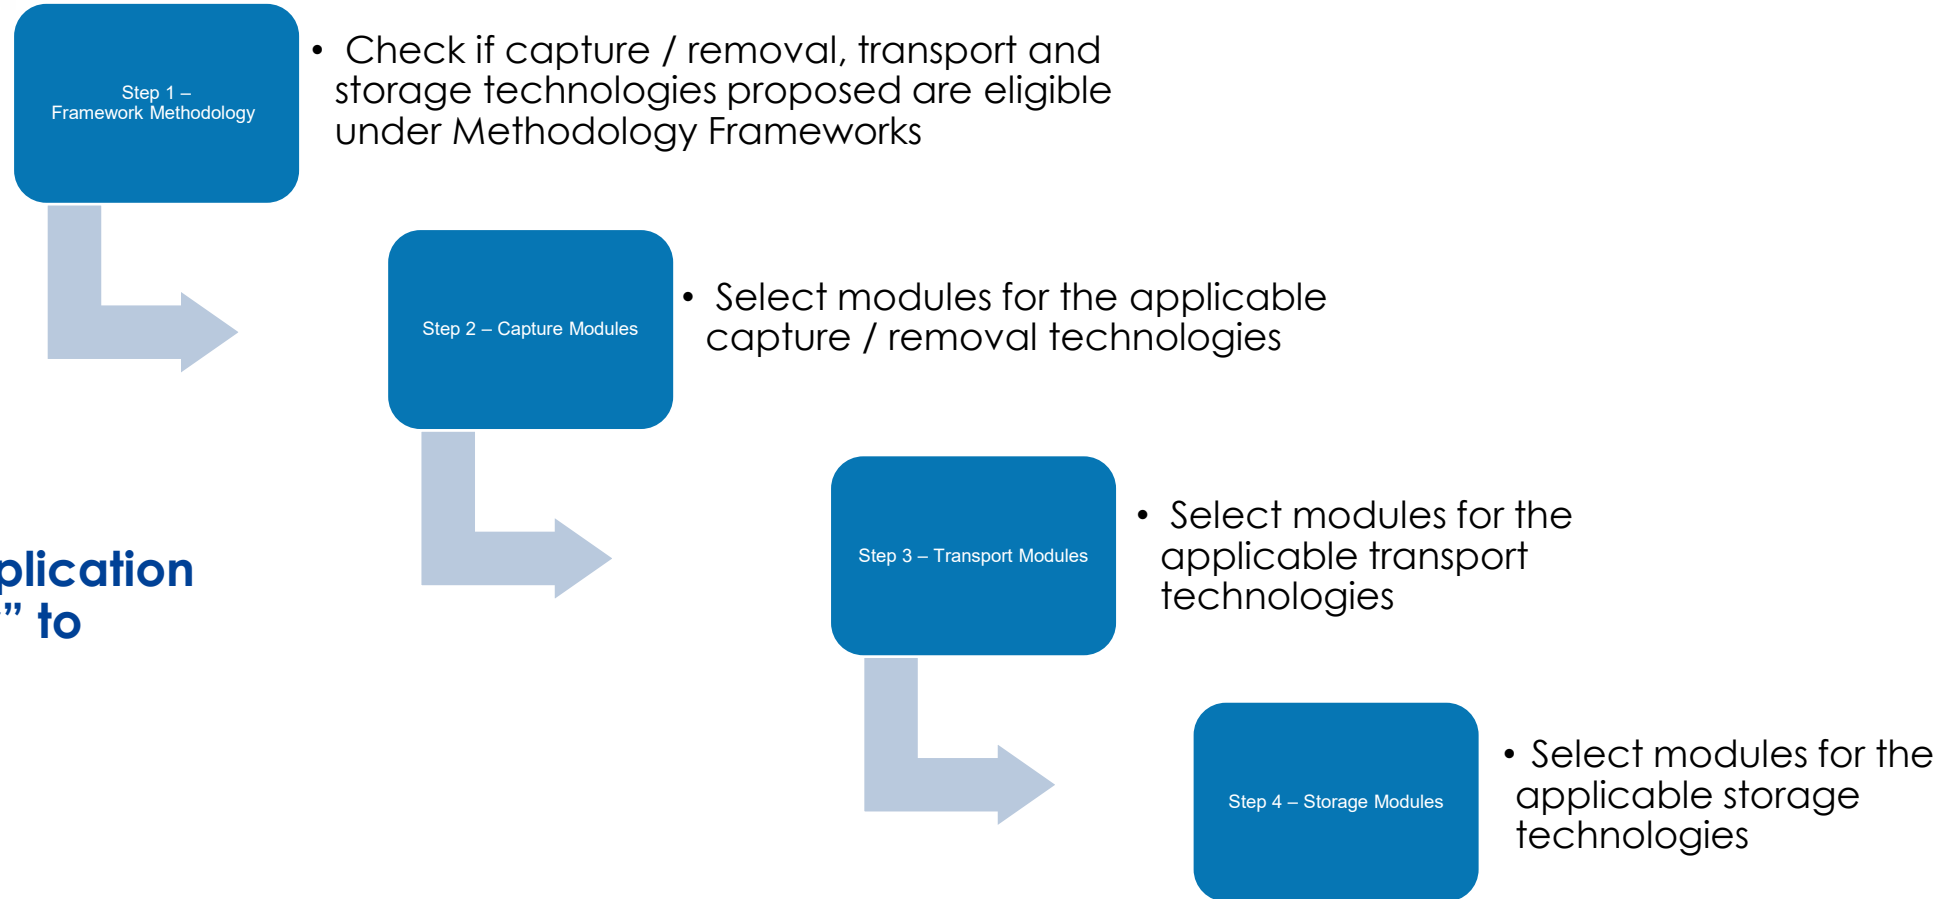 Step 1 –
Framework Methodology
• Check if capture / removal, transport and
storage technologies proposed are eligible
under Methodology Frameworks
Step 2 – Capture Modules
• Select modules for the applicable
capture / removal technologies
Step 3 – Transport Modules
• Select modules for the
applicable transport
technologies
plication
” to
Step 4 – Storage Modules
• Select modules for the
applicable storage
technologies